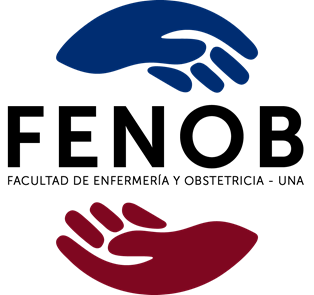 FENOB
FACULTAD DE ENFERMERÍA Y OBSTETRICIA - UNA